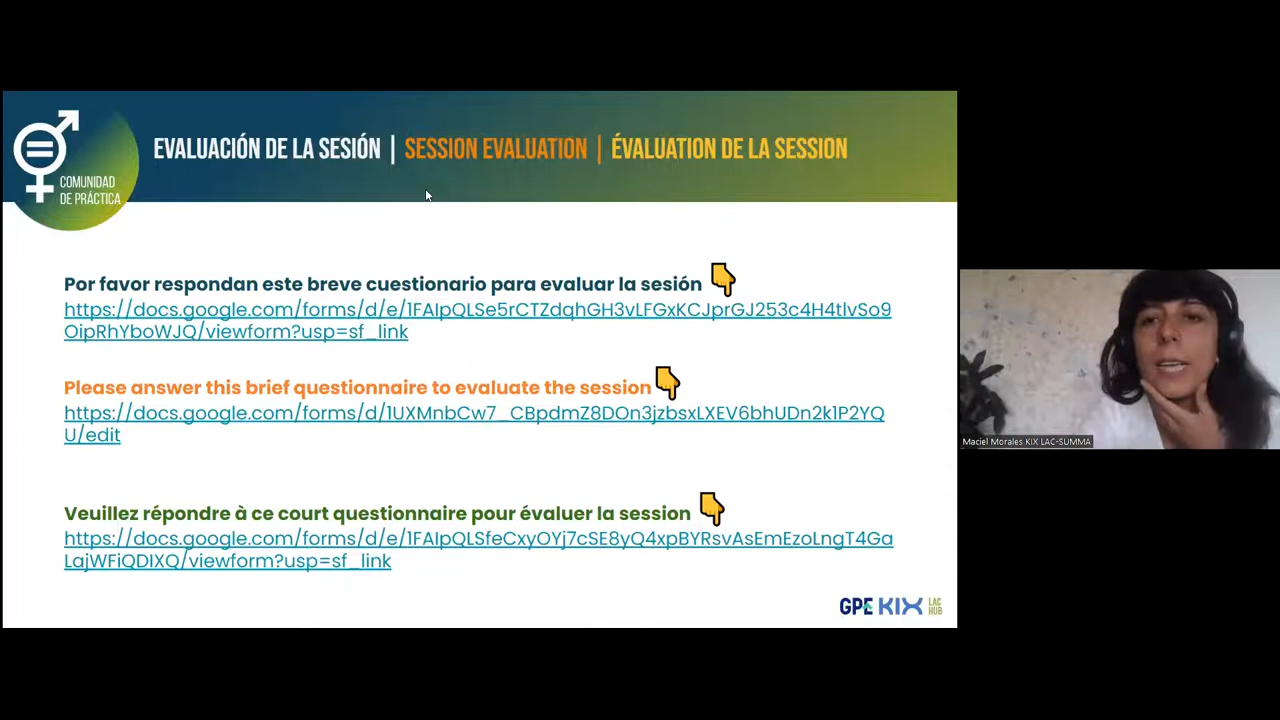 COMUNIDAD
DE PRÁCTICA
EVALUACIÓN DE LA SESIÓN | SESSION EVALUATION | ÉVALUATION DE LA SESSION
Por favor respondan este breve cuestionario para evaluar la sesión
https://docs.google.com/forms/d/e/1FAIpQLSe5rCTZdqhGH3vLFGxKCJprGJ253c4H4tlvSo9
OipRhYboWJQ/viewform?usp=sf_link
Please answer this brief questionnaire to evaluate the session
https://docs.google.com/forms/d/1UXMnbCw7_CBpdmZ8DOn3jzbsxLXEV6bhUDn2k1P2YQ
U/edit
Veuillez répondre à ce court questionnaire pour évaluer la session
https://docs.google.com/forms/d/e/1FAIpQLSfeCxyOYj7cSE8yQ4xpBYRsvAsEmEzoLngT4Ga
LajWFiQDIXQ/viewform?usp=sf_link
GPE KIX LAC
HUB
Maciel Morales KIX LAC-SUMMA